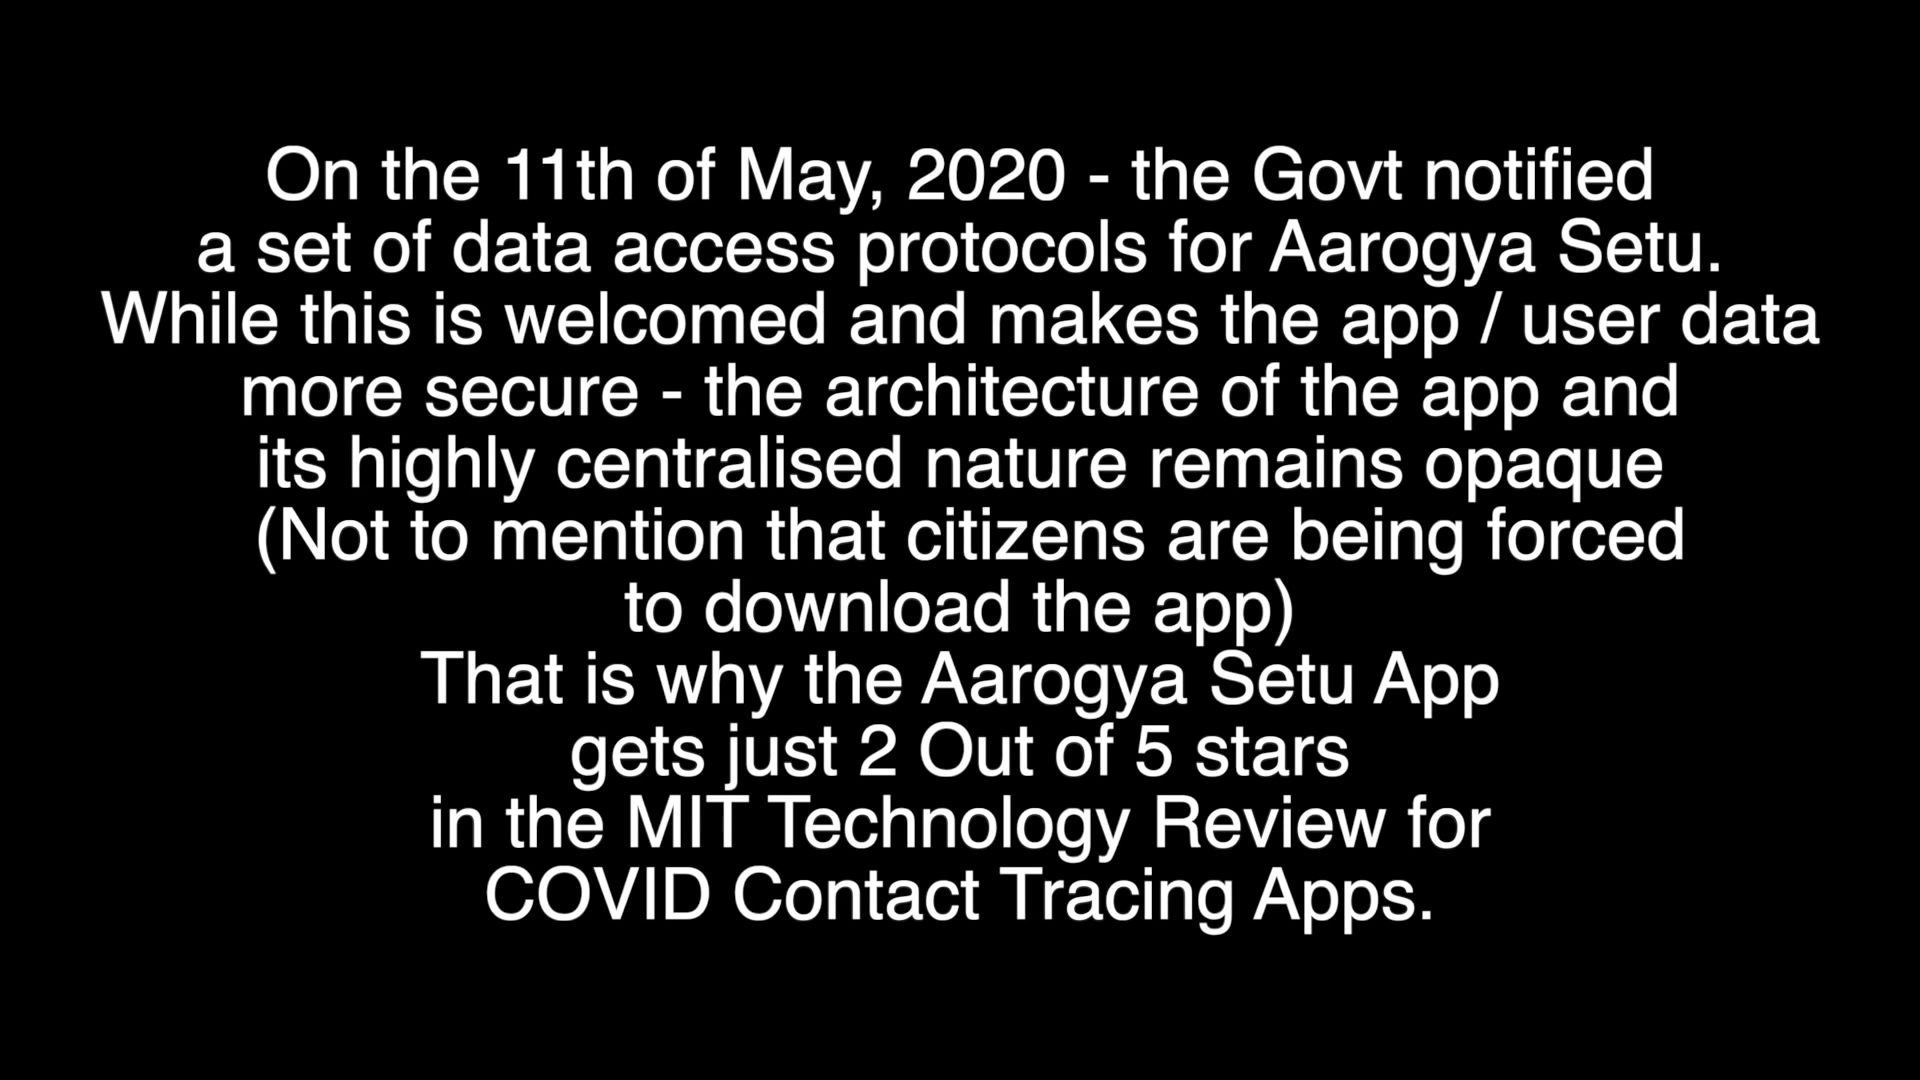 On the 11th of May, 2020 - the Govt notified
a set of data access protocols for Aarogya Setu.
While this is welcomed and makes the app / user data
more secure - the architecture of the app and
its highly centralised nature remains opaque
(Not to mention that citizens are being forced
to download the app)
That is why the Aarogya Setu App
gets just 2 Out of 5 stars
in the MIT Technology Review for
COVID Contact Tracing Apps.